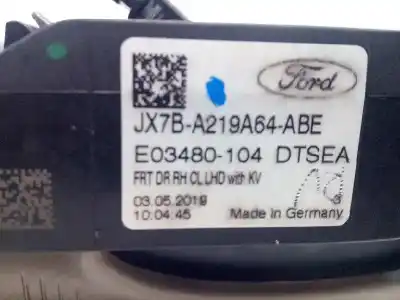 Ford
JX7B-A219A64-ABE
E03480-104 DTSEA
FRT DR RH CL LHD with KV
03.05.2019
10:04:45 Made in Germany